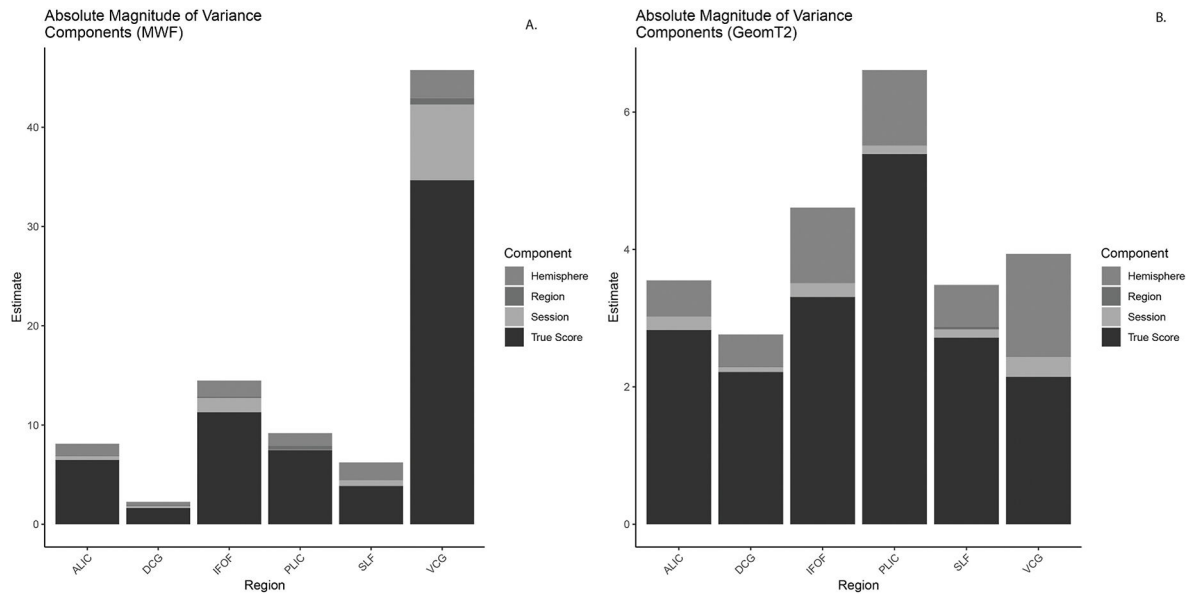 Absolute Magnitude of Variance
Components (MWF)
A.
Estimate
40
30
20
10
0
ALIC
DCG
IFOF
PLIC
SLF
VCG
Region
Component
Hemisphere
Region
Session
True Score
Absolute Magnitude of Variance
Components (GeomT2)
B.
Estimate
6
4
2
0
ALIC
DCG
IFOF
PLIC
SLF
VCG
Region
Component
Hemisphere
Region
Session
True Score